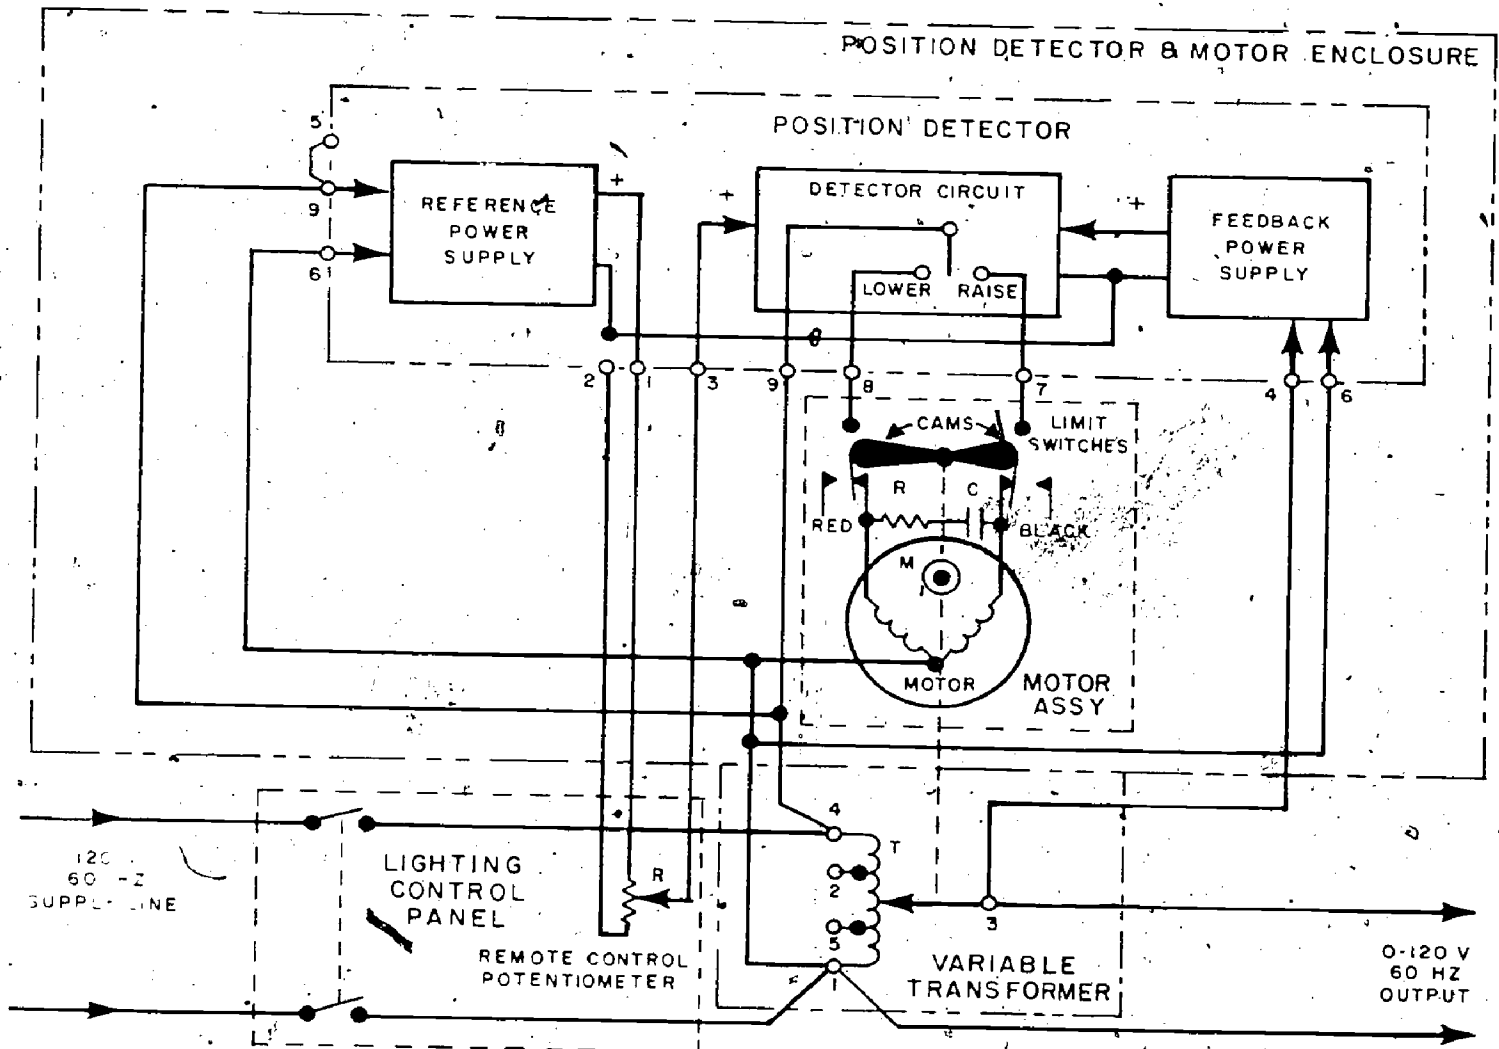 POSITION DETECTOR & MOTOR ENCLOSURE
POSITION DETECTOR
5
9
6
REFERENCE
POWER
SUPPLY
+
+
DETECTOR CIRCUIT
LOWER
RAISE
+
FEEDBACK
POWER
SUPPLY
2
1
3
9
8
7
4
6
CAMS
LIMIT
SWITCHES
R
C
RED
BLACK
M
MOTOR
MOTOR
ASSY
60
LINE
LIGHTING
CONTROL
PANEL
R
REMOTE CONTROL
POTENTIOMETER
4
T
2
5
1
3
VARIABLE
TRANSFORMER
0-120 V
60 HZ
OUTPUT